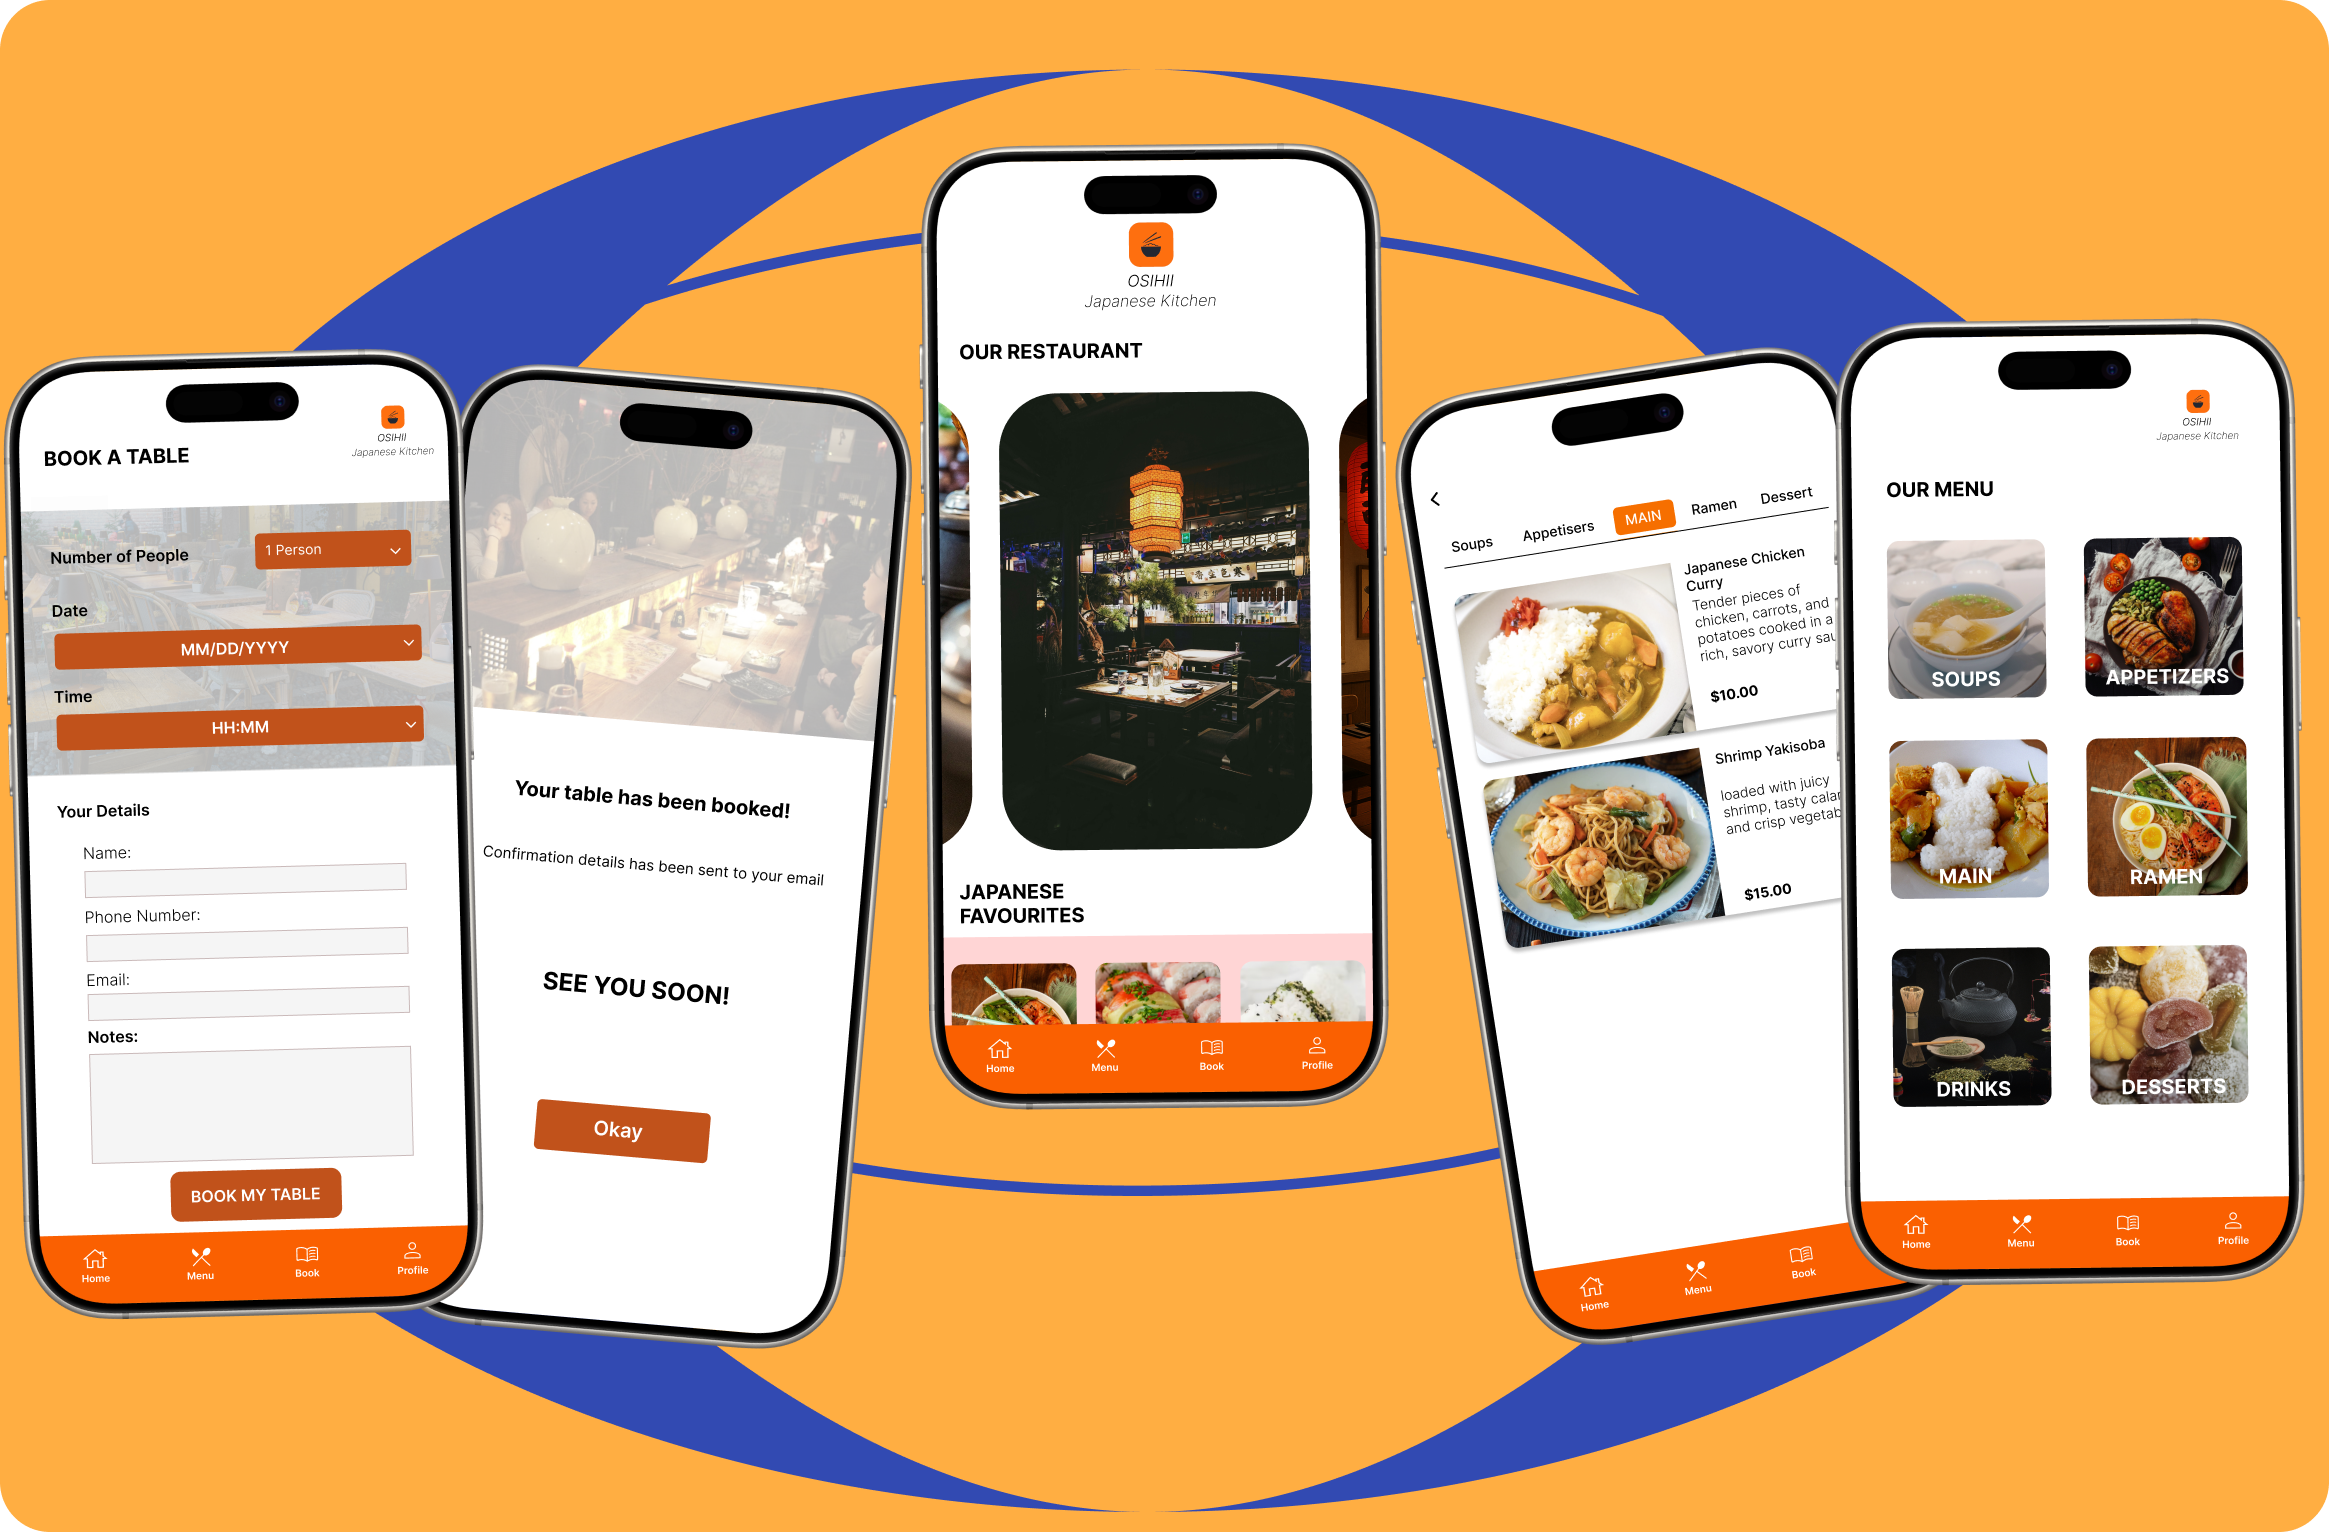 OSIHII
Japanese Kitchen
BOOK A TABLE
Number of People
1 Person
Date
MM/DD/YYYY
Time
HH:MM
Your Details
Name:
Phone Number:
Email:
Notes:
BOOK MY TABLE
Home
Menu
Book
Profile
Your table has been booked!
Confirmation details has been sent to your email
SEE YOU SOON!
Okay
OSIHII
Japanese Kitchen
OUR RESTAURANT
JAPANESE
FAVOURITES
Home
Menu
Book
Profile
Soups
Appetisers
MAIN
Ramen
Dessert
Japanese Chicken
Curry
Tender pieces of
chicken, carrots, and
potatoes cooked in a
rich, savory curry sau
$10.00
Shrimp Yakisoba
loaded with juicy
shrimp, tasty calar
and crisp vegetab
$15.00
Home
Menu
Book
OSIHII
Japanese Kitchen
OUR MENU
SOUPS
APPETIZERS
MAIN
RAMEN
DRINKS
DESSERTS
Home
Menu
Book
Profile